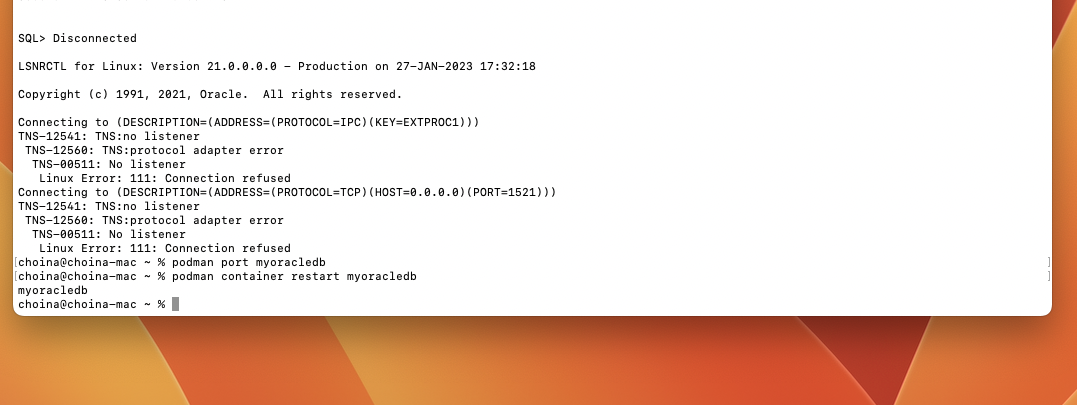 SQL> Disconnected
LSNRCTL for Linux: Version 21.0.0.0.0 - Production on 27-JAN-2023 17:32:18
Copyright (c) 1991, 2021, Oracle.  All rights reserved.
Connecting to (DESCRIPTION=(ADDRESS=(PROTOCOL=IPC)(KEY=EXTPROC1)))
TNS-12541: TNS:no listener
 TNS-12560: TNS:protocol adapter error
  TNS-00511: No listener
   Linux Error: 111: Connection refused
Connecting to (DESCRIPTION=(ADDRESS=(PROTOCOL=TCP)(HOST=0.0.0.0)(PORT=1521)))
TNS-12541: TNS:no listener
 TNS-12560: TNS:protocol adapter error
  TNS-00511: No listener
   Linux Error: 111: Connection refused
[choina@choina-mac ~ % podman port myoracledb ]
[choina@choina-mac ~ % podman container restart myoracledb ]
myoracledb
choina@choina-mac ~ %